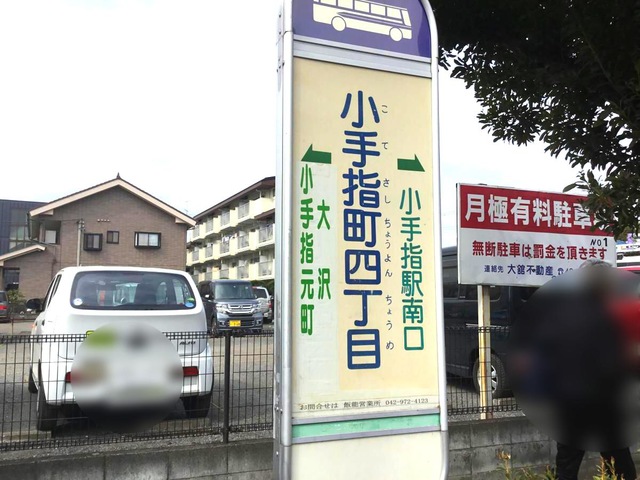 小手指町四丁目
こてさしちょうよんちょうめ
大沢
小手指元町
小手指駅南口
お問合せは 飯能営業所 042-972-4123
月極有料駐車
NO1
無断駐車は罰金を頂きます
連絡先 大舘不動産